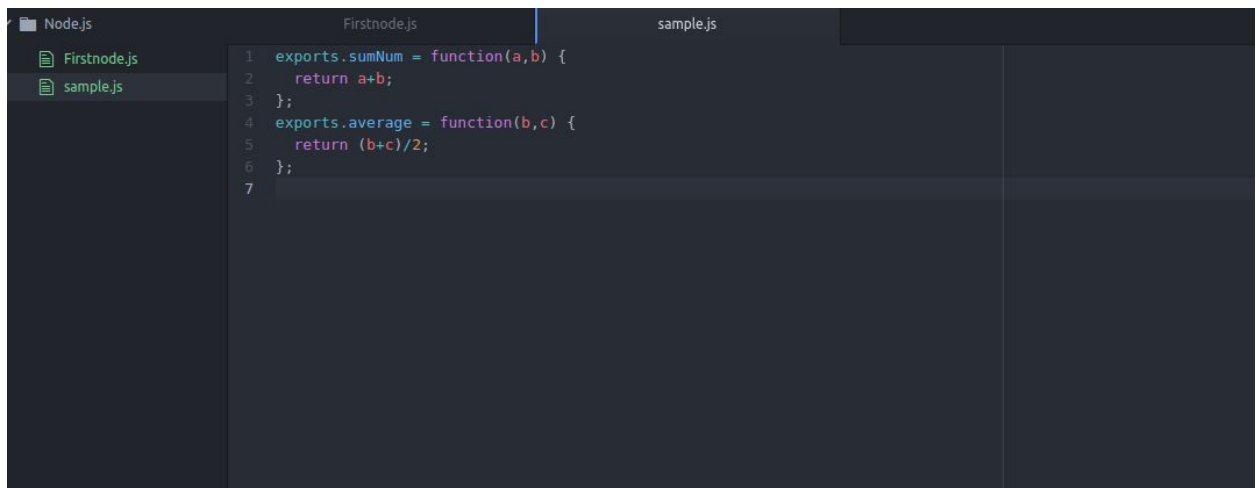 Node.js
Firstnode.js
sample.js
Firstnode.js
sample.js
1 exports.sumNum = function(a,b) {
2   return a+b;
3 };
4 exports.average = function(b,c) {
5   return (b+c)/2;
6 };
7